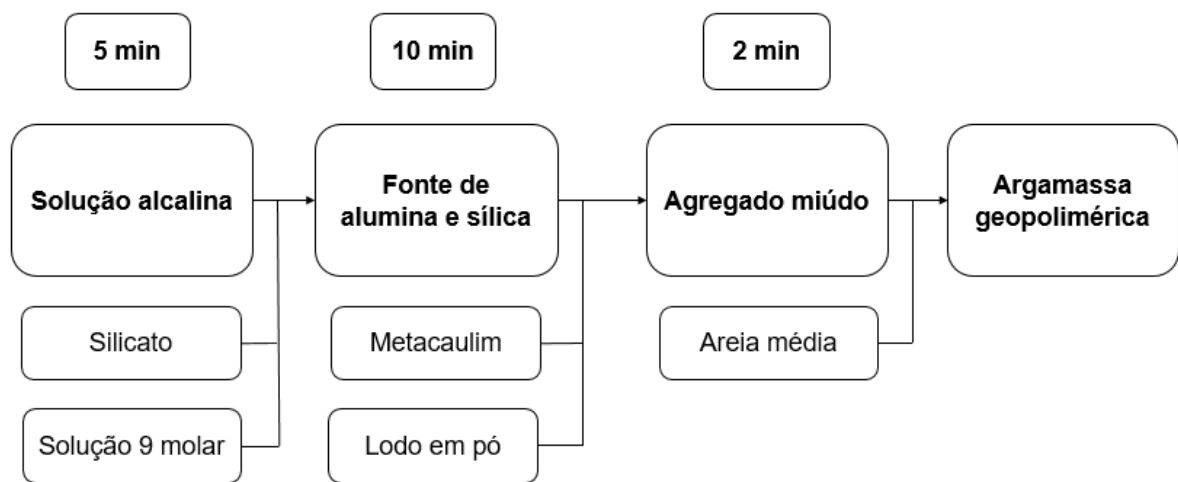 5 min
10 min
2 min
Solução alcalina
Fonte de
alumina e sílica
Agregado miúdo
Argamassa
geopolimérica
Silicato
Metacaulim
Areia média
Solução 9 molar
Lodo em pó